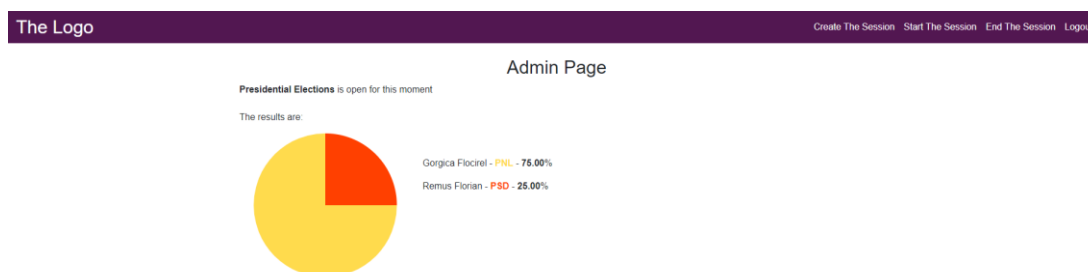 The Logo
Create The Session Start The Session End The Session Logou
Admin Page
Presidential Elections is open for this moment
The results are:
Gorgica Flocirel - PNL - 75.00%
Remus Florian - PSD - 25.00%